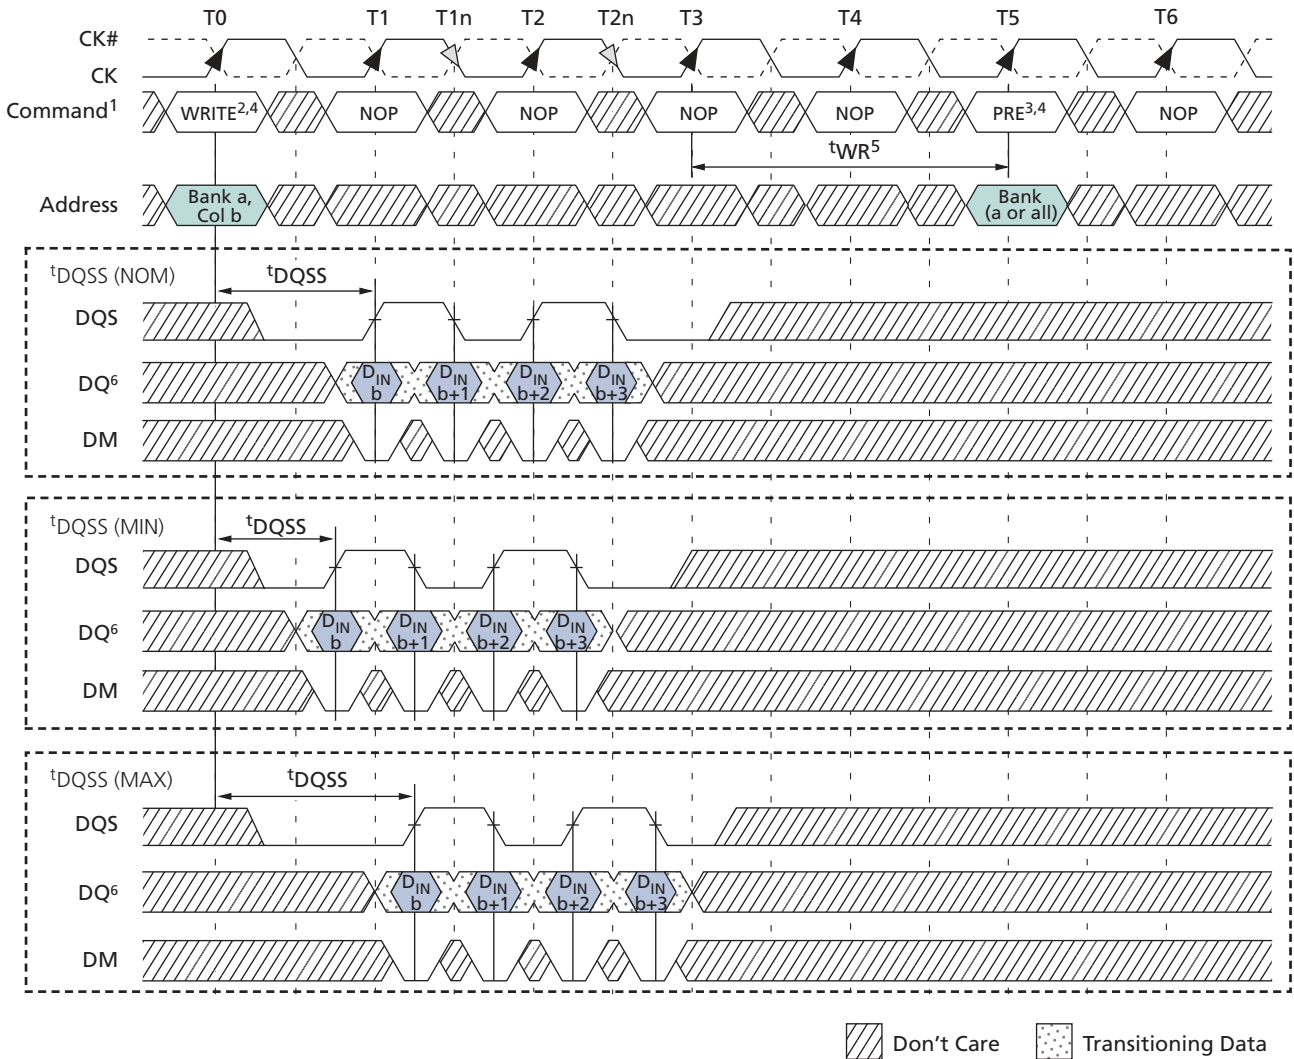 T0 T1 T1n T2 T2n T3 T4 T5 T6
CK#
CK
Command1 WRITE2,4 NOP NOP NOP NOP PRE3,4 NOP
tWR5
Address Bank a, Col b Bank (a or all)
tDQSS (NOM) tDQSS
DQS
DQ6 DIN b DIN b+1 DIN b+2 DIN b+3
DM
tDQSS (MIN) tDQSS
DQS
DQ6 DIN b DIN b+1 DIN b+2 DIN b+3
DM
tDQSS (MAX) tDQSS
DQS
DQ6 DIN b DIN b+1 DIN b+2 DIN b+3
DM
Don't Care Transitioning Data